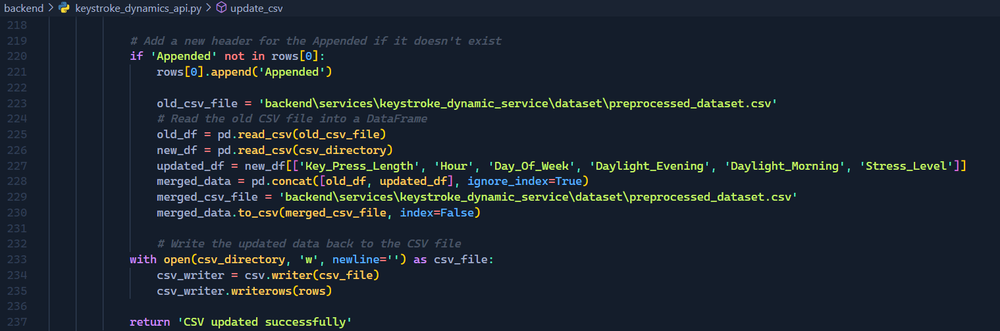 backend > keystroke_dynamics_api.py > update_csv
218
219 # Add a new header for the Appended if it doesn't exist
220 if 'Appended' not in rows[0]:
221     rows[0].append('Appended')
222
223     old_csv_file = 'backend\services\keystroke_dynamic_service\dataset\preprocessed_dataset.csv'
224     # Read the old CSV file into a DataFrame
225     old_df = pd.read_csv(old_csv_file)
226     new_df = pd.read_csv(csv_directory)
227     updated_df = new_df[['Key_Press_Length', 'Hour', 'Day_Of_Week', 'Daylight_Evening', 'Daylight_Morning', 'Stress_Level']]
228     merged_data = pd.concat([old_df, updated_df], ignore_index=True)
229     merged_csv_file = 'backend\services\keystroke_dynamic_service\dataset\preprocessed_dataset.csv'
230     merged_data.to_csv(merged_csv_file, index=False)
231
232     # Write the updated data back to the CSV file
233 with open(csv_directory, 'w', newline='') as csv_file:
234     csv_writer = csv.writer(csv_file)
235     csv_writer.writerows(rows)
236
237 return 'CSV updated successfully'